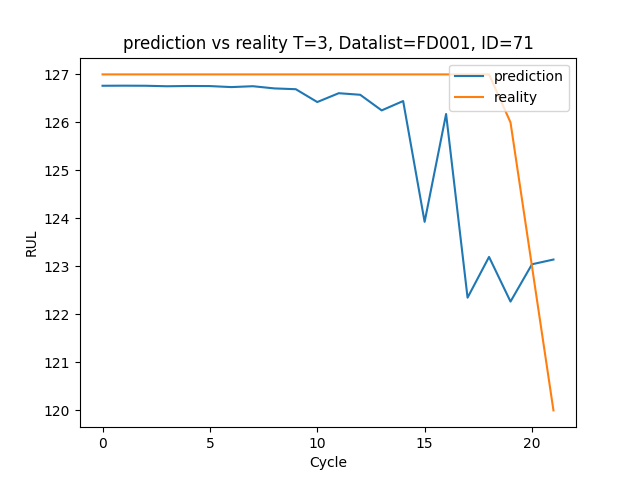 prediction vs reality T=3, Datalist=FD001, ID=71
prediction
reality
127
126
125
124
123
122
121
120
RUL
0
5
10
15
20
Cycle